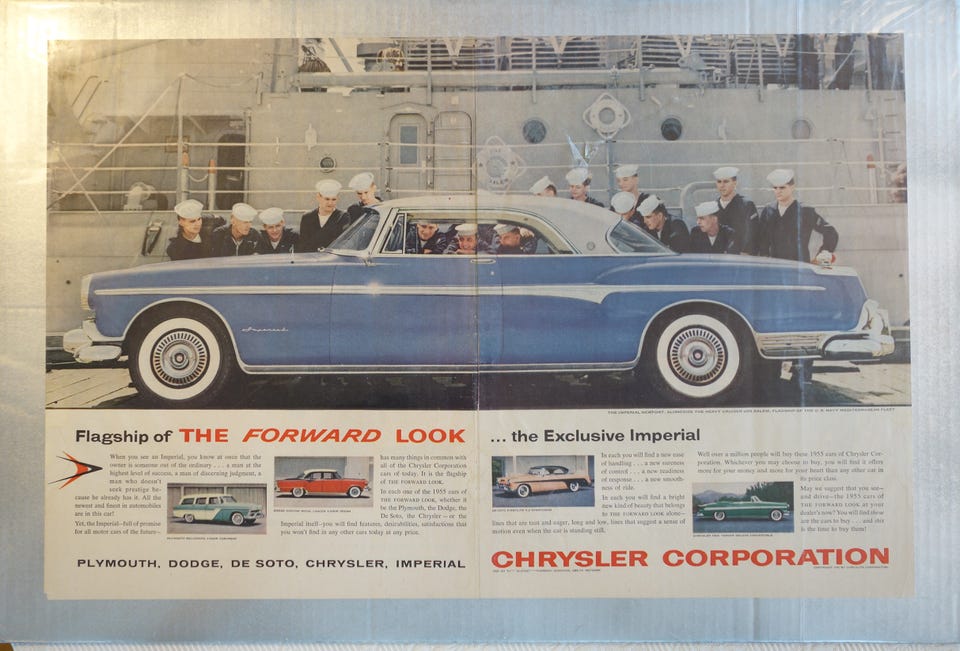 Imperial
THE IMPERIAL NEWPORT, ALONGSIDE THE HEAVY CRUISER USS SALEM, FLAGSHIP OF THE U.S. NAVY MEDITERRANEAN FLEET
Flagship of THE FORWARD LOOK ... the Exclusive Imperial
When you see an Imperial, you know at once that the
owner is someone out of the ordinary . . . a man at the
highest level of success, a man of discerning judgment, a
man who doesn't
seek prestige be-
cause he already has it. All the
newest and finest in automobiles
are in this car!
Yet, the Imperial—full of promise
for all motor cars of the future—
has many things in common with
all of the Chrysler Corporation
cars of today. It is the flagship
of THE FORWARD LOOK.
In each one of the 1955 cars of
THE FORWARD LOOK, whether it
be the Plymouth, the Dodge, the
De Soto, the Chrysler—or the
Imperial itself—you will find features, desirabilities, satisfactions that
you won't find in any other cars today at any price.
In each you will find a new ease
of handling . . . a new sureness
of control . . . a new readiness
of response . . . a new smooth-
ness of ride.
In each you will find a bright
new kind of beauty that belongs
to THE FORWARD LOOK alone—
lines that are taut and eager, long and low, lines that suggest a sense of
motion even when the car is standing still.
Well over a million people will buy these 1955 cars of Chrysler Cor-
poration. Whichever you may choose to buy, you will find it offers
more for your money and more for your heart than any other car in
its price class.
May we suggest that you see—
and drive—the 1955 cars of
THE FORWARD LOOK at your
dealer's now? You will find these
are the cars to buy . . . and this
is the time to buy them!
PLYMOUTH, DODGE, DE SOTO, CHRYSLER, IMPERIAL
CHRYSLER CORPORATION